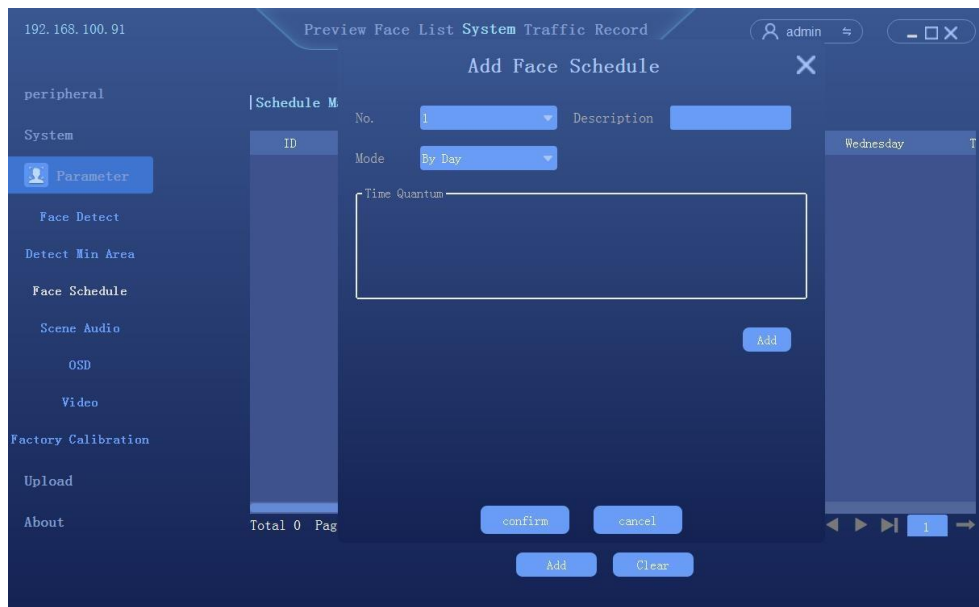 192.168.100.91
Preview Face List System Traffic Record
admin
Add Face Schedule
peripheral
Schedule M
No. 1 Description
System
ID
Wednesday T
Mode By Day
Parameter
Time Quantum
Face Detect
Detect Min Area
Face Schedule
Scene Audio
Add
OSD
Video
Factory Calibration
Upload
About
Total 0 Pag
confirm cancel
1
Add Clear